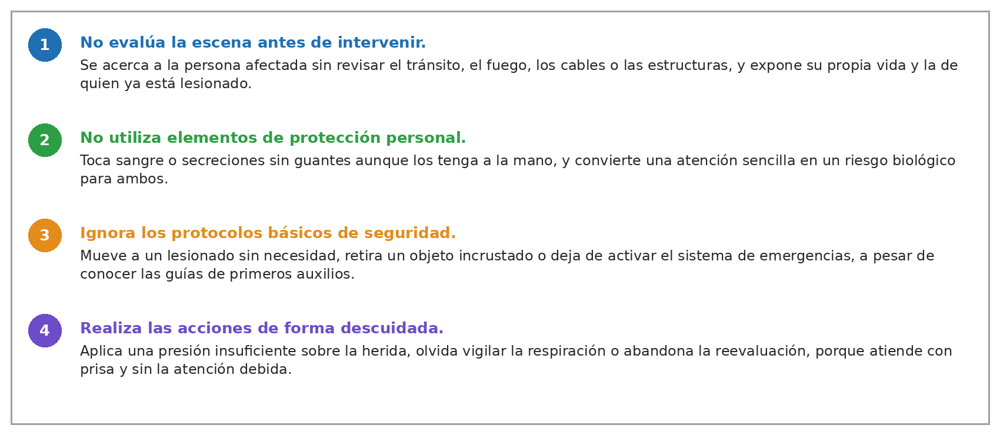 1
No evalúa la escena antes de intervenir.
Se acerca a la persona afectada sin revisar el tránsito, el fuego, los cables o las estructuras, y expone su propia vida y la de
quien ya está lesionado.
2
No utiliza elementos de protección personal.
Toca sangre o secreciones sin guantes aunque los tenga a la mano, y convierte una atención sencilla en un riesgo biológico
para ambos.
3
Ignora los protocolos básicos de seguridad.
Mueve a un lesionado sin necesidad, retira un objeto incrustado o deja de activar el sistema de emergencias, a pesar de
conocer las guías de primeros auxilios.
4
Realiza las acciones de forma descuidada.
Aplica una presión insuficiente sobre la herida, olvida vigilar la respiración o abandona la reevaluación, porque atiende con
prisa y sin la atención debida.